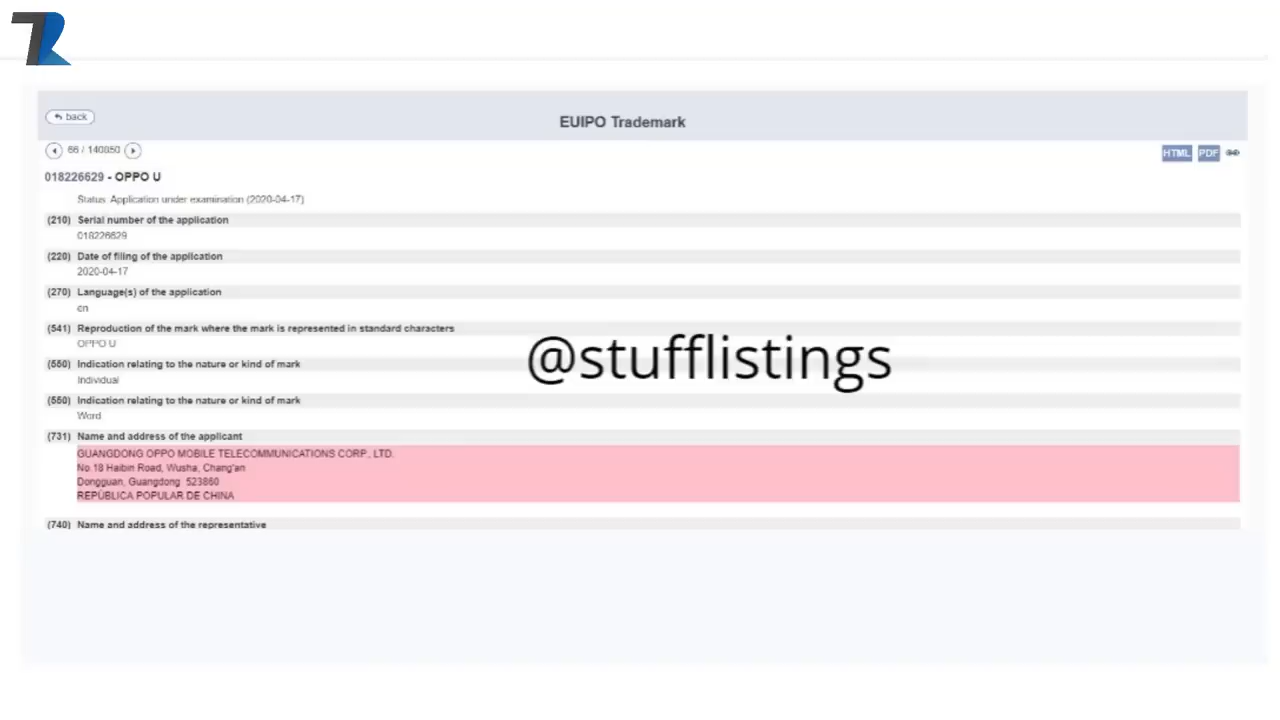 TR
back
EUIPO Trademark
66 / 140850
HTML PDF
018226629 - OPPO U
Status: Application under examination (2020-04-17)
(210) Serial number of the application
018226629
(220) Date of filing of the application
2020-04-17
(270) Language(s) of the application
en
(541) Reproduction of the mark where the mark is represented in standard characters
OPPO U
(550) Indication relating to the nature or kind of mark
Individual
(550) Indication relating to the nature or kind of mark
Word
@stufflistings
(731) Name and address of the applicant
GUANGDONG OPPO MOBILE TELECOMMUNICATIONS CORP., LTD.
No.18 Haibin Road, Wusha, Chang'an
Dongguan, Guangdong 523860
REPÚBLICA POPULAR DE CHINA
(740) Name and address of the representative